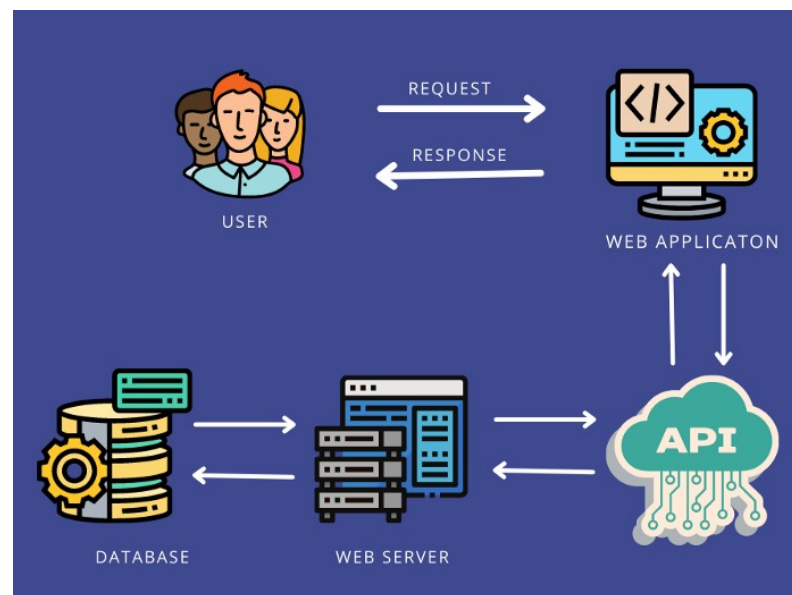 REQUEST
RESPONSE
USER
WEB APPLICATON
</>
API
DATABASE
WEB SERVER